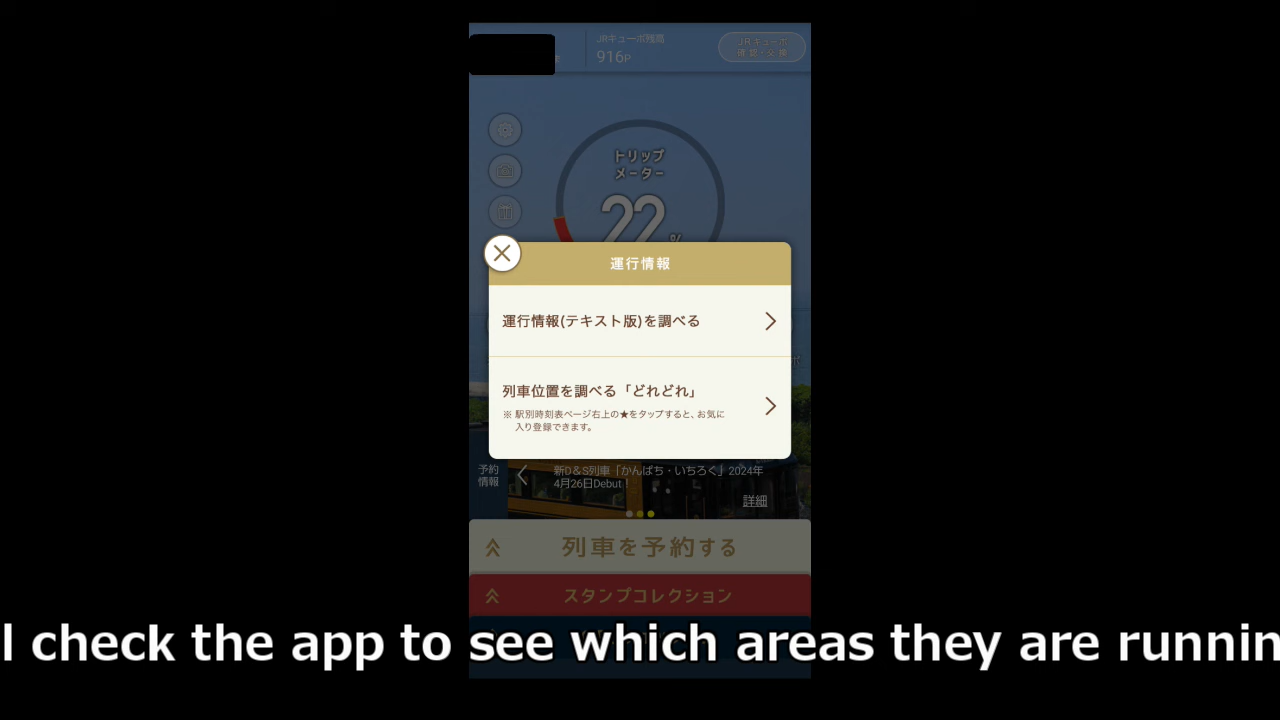 JRキューポ残高
916P
JRキューポ
確認・交換
トリップ
メーター
22%
運行情報
運行情報(テキスト版)を調べる
列車位置を調べる「どれどれ」
※ 駅別時刻表ページ右上の★をタップすると、お気に
入り登録できます。
予約
情報
新D&S列車「かんぱち・いちろく」2024年
4月26日Debut!
詳細
列車を予約する
スタンプコレクション
l check the app to see which areas they are runnin